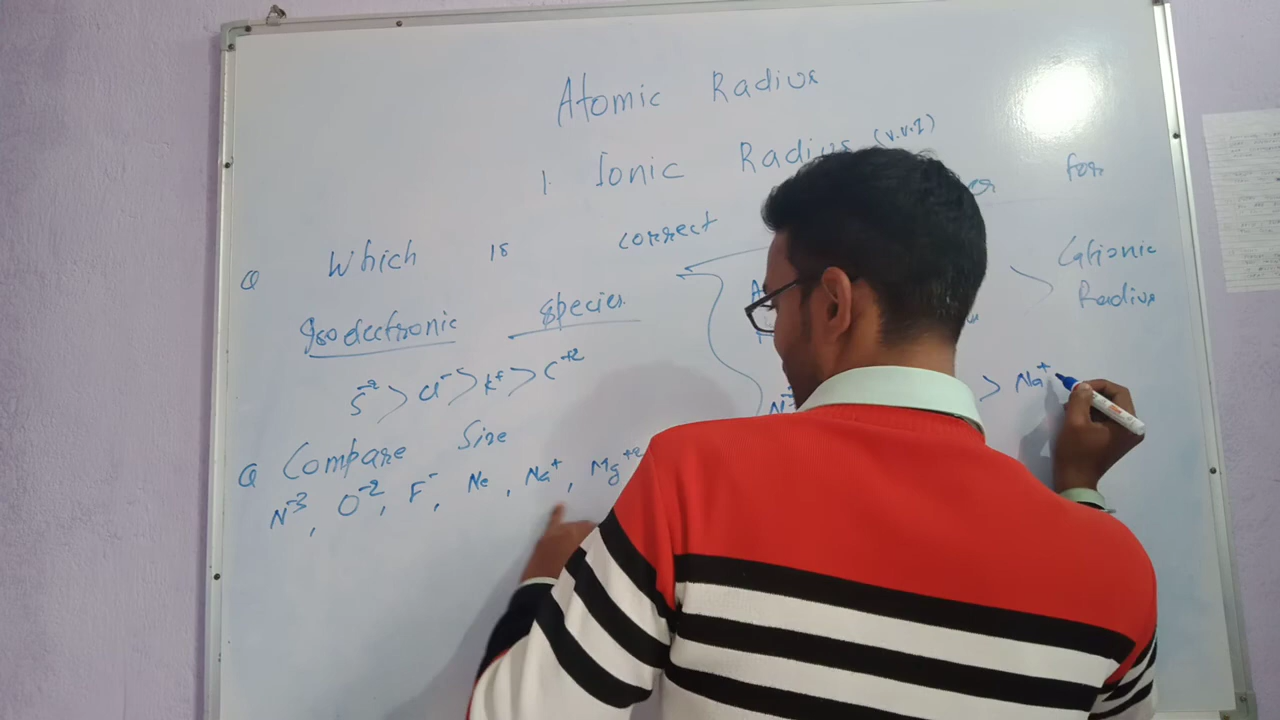 Atomic Radius
1. Ionic Radius (v.v.I)
for
Q Which is correct
Isoelectronic species
Cationic
Radius
S⁻² > Cl⁻ > K⁺ > C⁺²
> Na⁺
Q Compare Size
N⁻³, O⁻², F⁻, Ne, Na⁺, Mg⁺²